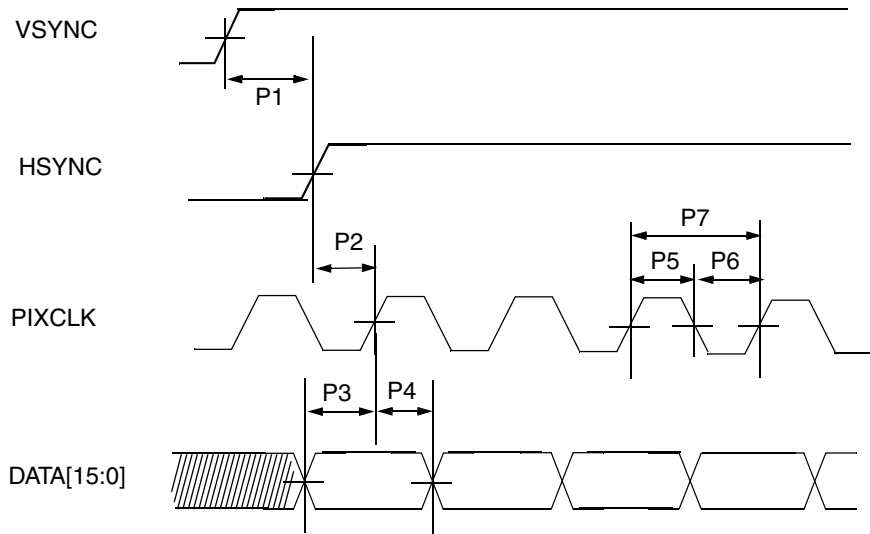 VSYNC
P1
HSYNC
P2
P7
P5 P6
PIXCLK
P3 P4
DATA[15:0]